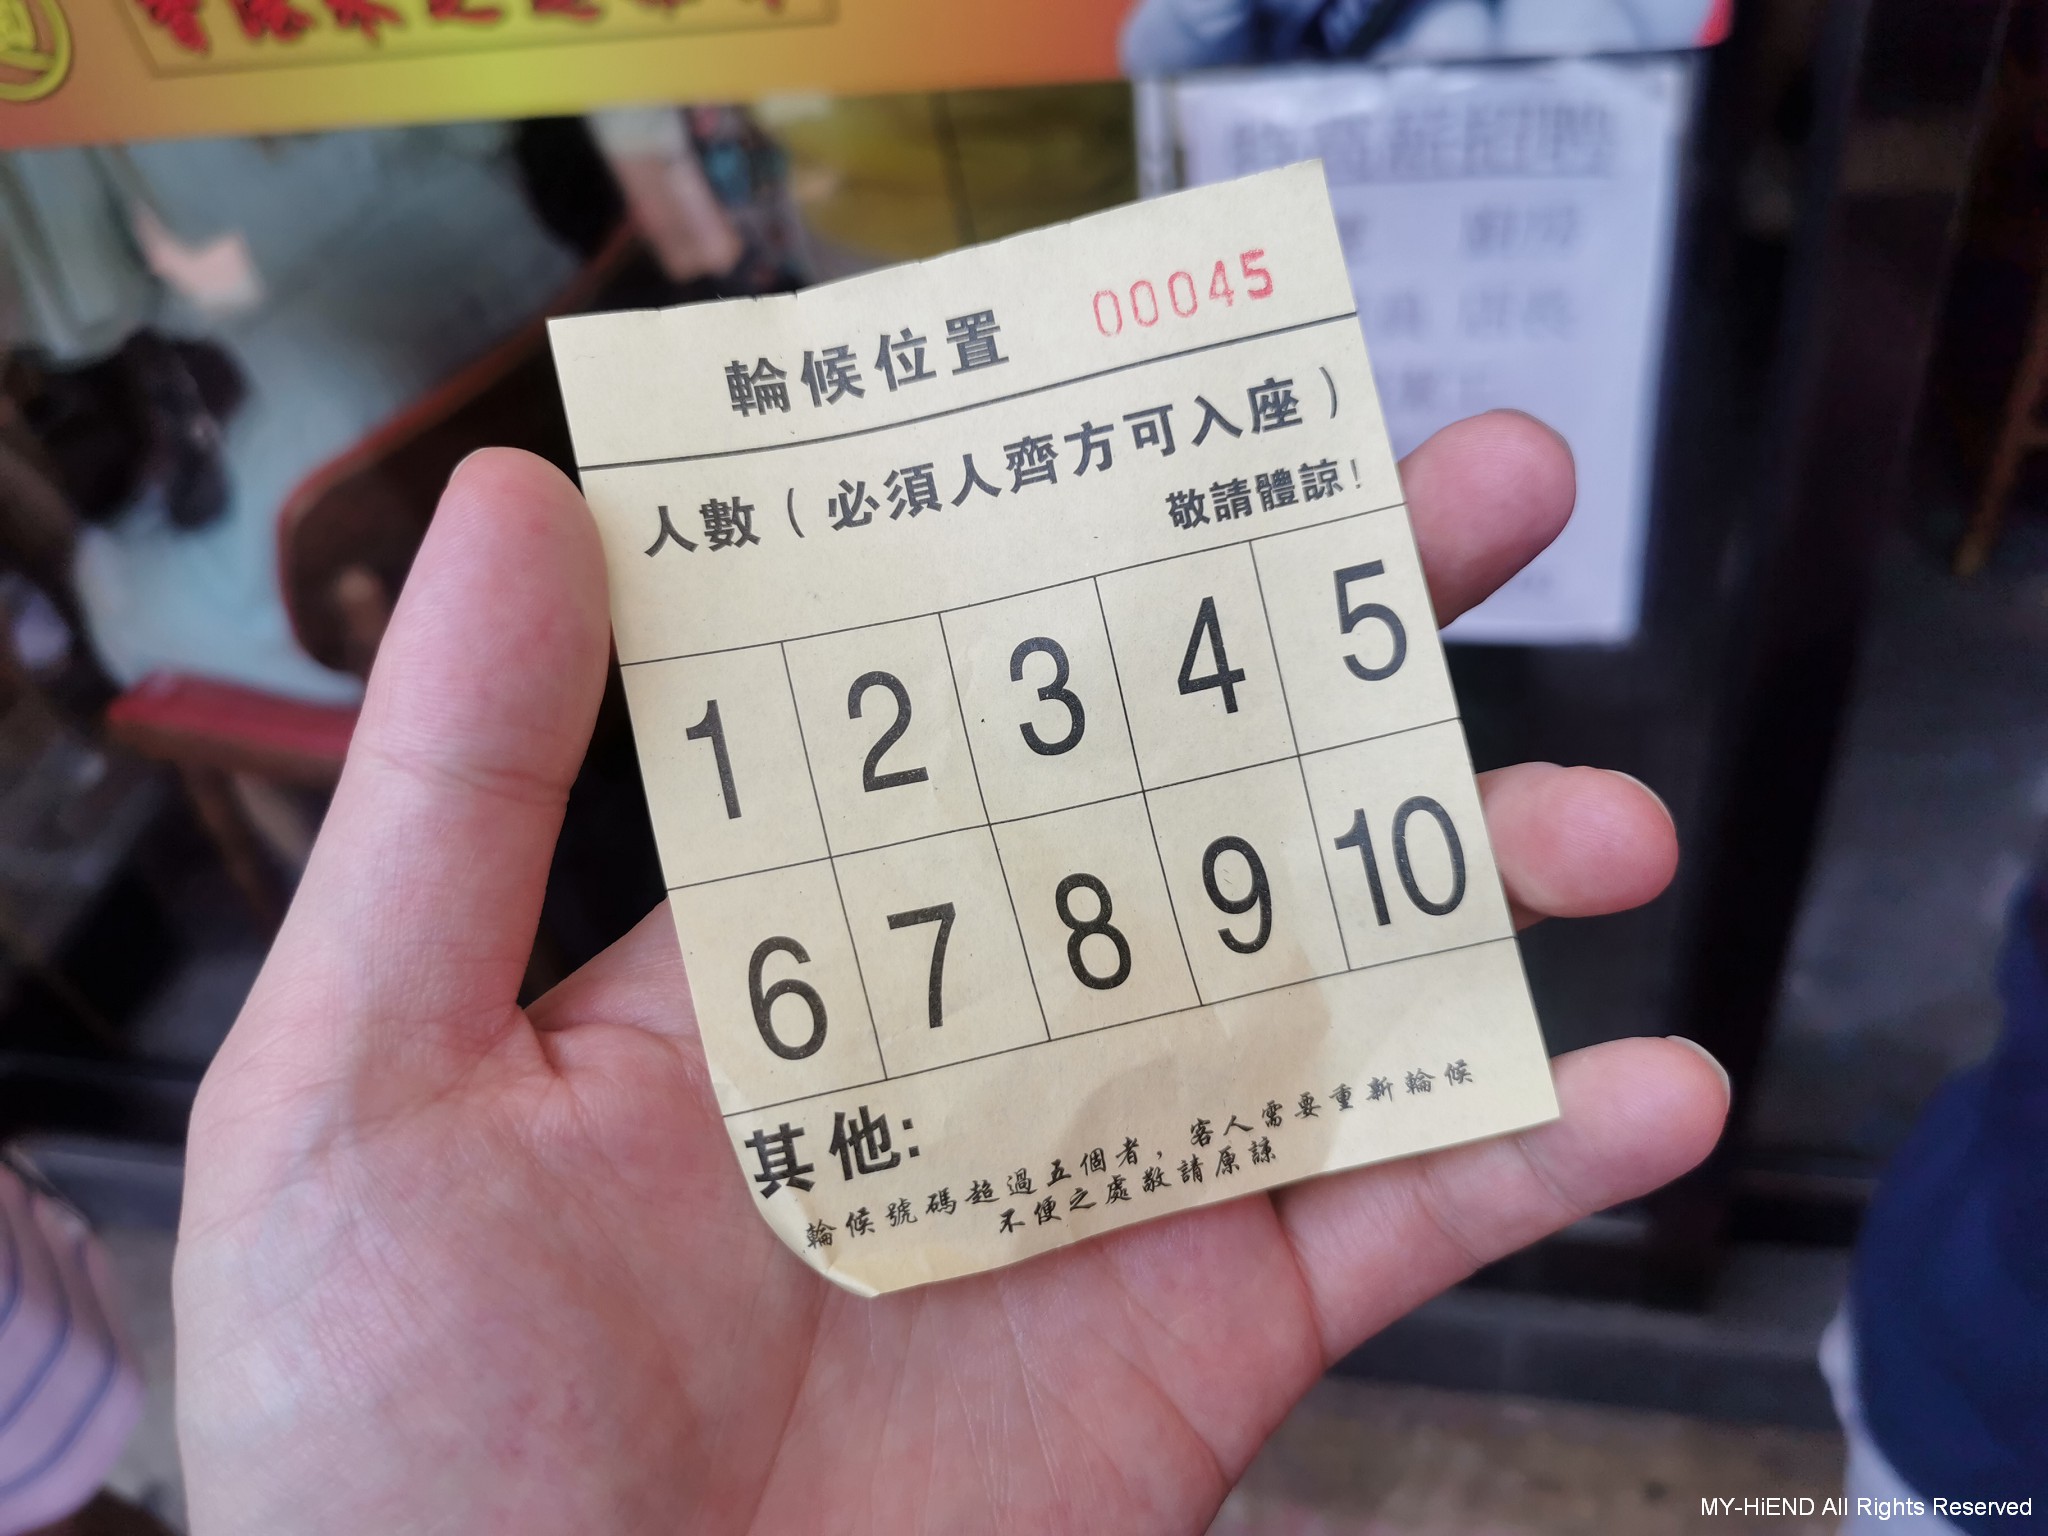 輪候位置 00045
人數（必須人齊方可入座）
敬請體諒！
1 2 3 4 5
6 7 8 9 10
其他:
輪候號碼超過五個者，客人需要重新輪候
不便之處敬請原諒
MY-HiEND All Rights Reserved